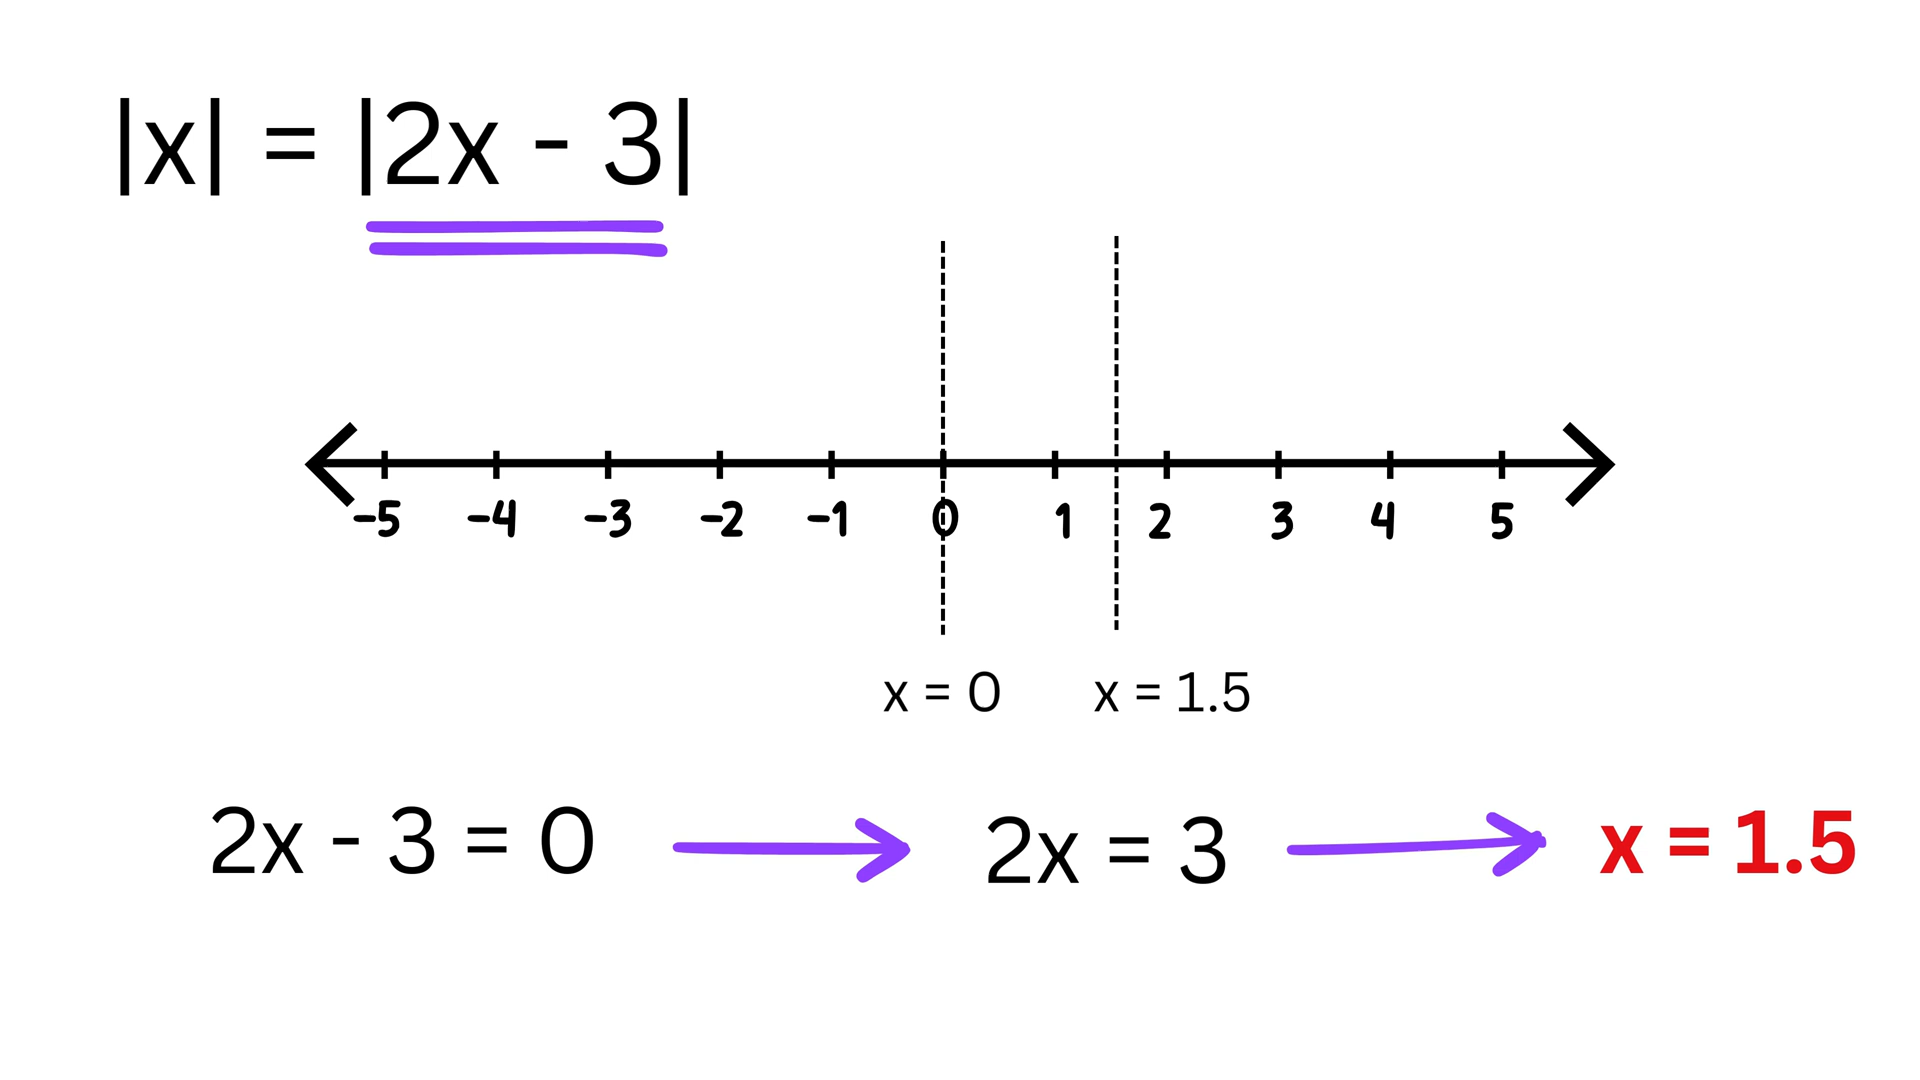 |x| = |2x - 3|
-5 -4 -3 -2 -1 0 1 2 3 4 5
x = 0 x = 1.5
2x - 3 = 0 2x = 3 x = 1.5